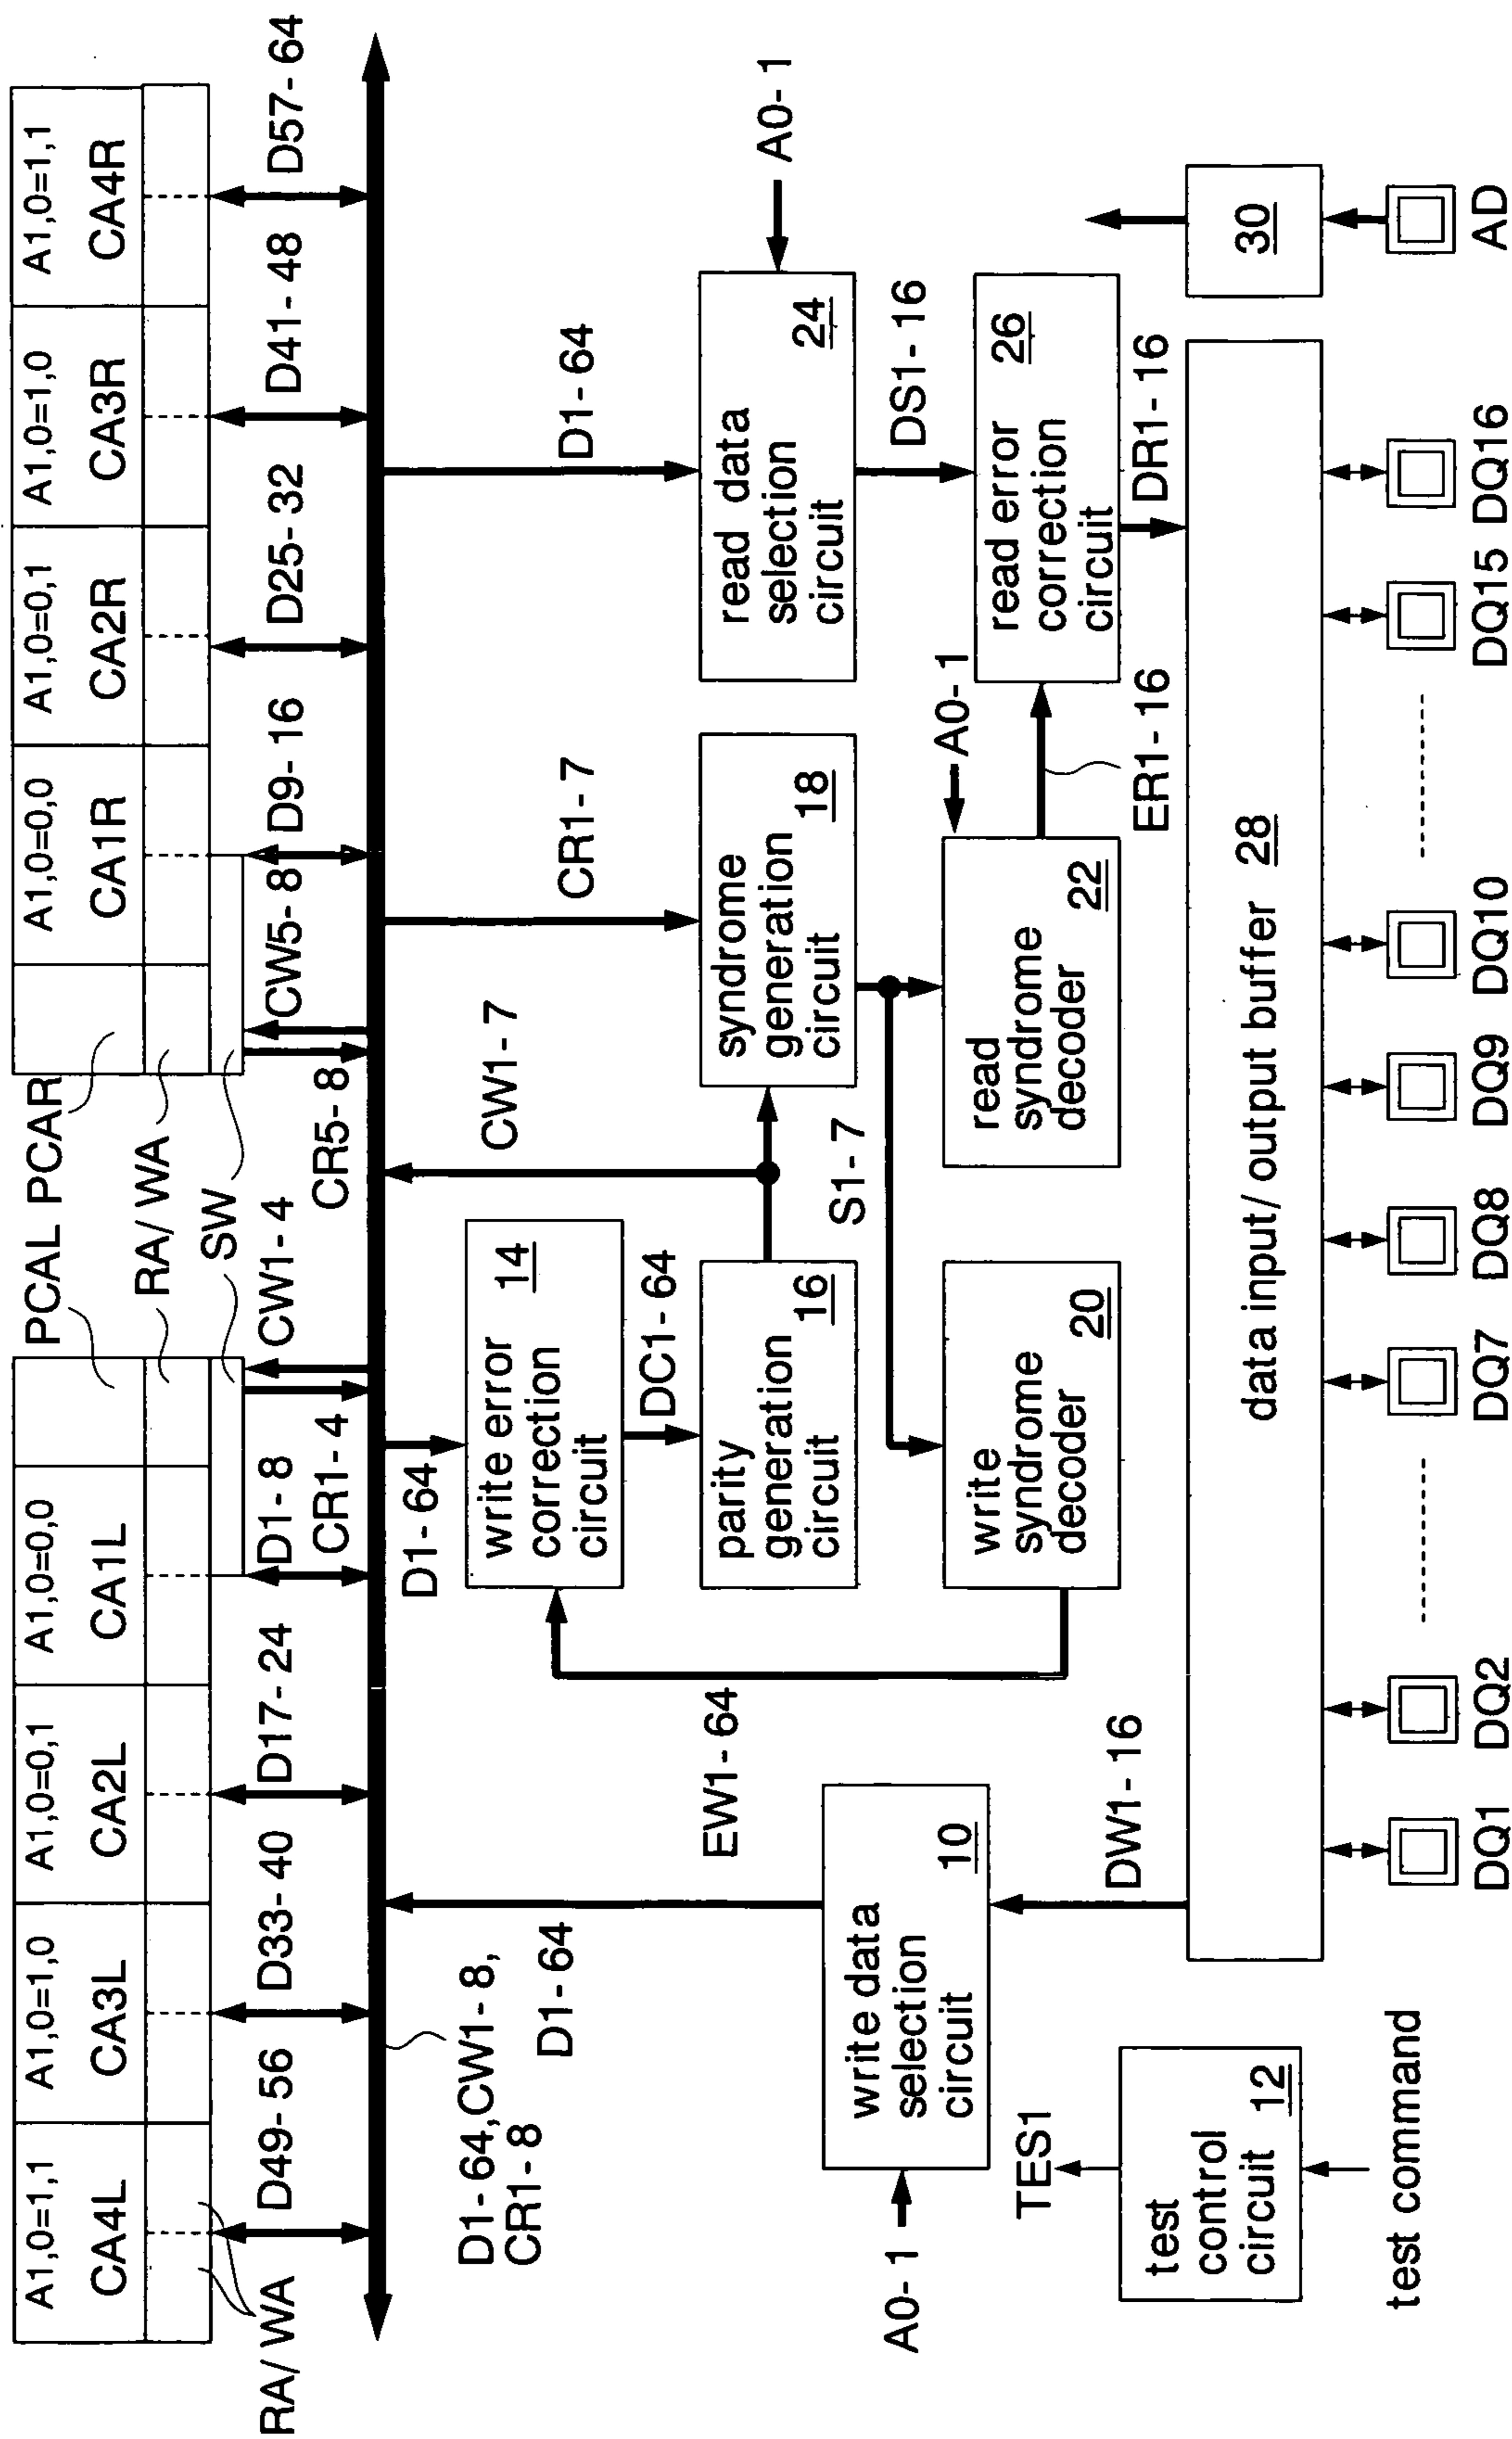 A1,0=1,1
A1,0=1,0
A1,0=0,1
A1,0=0,0
PCAL PCAR
A1,0=0,0
A1,0=0,1
A1,0=1,0
A1,0=1,1
CA4L
CA3L
CA2L
CA1L
CA1R
CA2R
CA3R
CA4R
RA/ WA
RA/ WA
SW
D49- 56
D33- 40
D17- 24
D1- 8
CW1- 4
CW5- 8
D9- 16
D25- 32
D41- 48
D57- 64
CR1- 4
CR5- 8
D1- 64,CW1- 8,
CR1- 8
D1- 64
D1- 64
CW1- 7
CR1- 7
D1- 64
write error
correction
circuit
14
DC1- 64
EW1- 64
parity
generation
circuit
16
syndrome
generation
circuit
18
read data
selection
circuit
24
A0- 1
A0- 1
write data
selection
circuit
10
S1- 7
DS1- 16
A0- 1
write
syndrome
decoder
20
read
syndrome
decoder
22
read error
correction
circuit
26
TES1
test
control
circuit
12
test command
DW1- 16
ER1- 16
DR1- 16
data input/ output buffer 28
30
DQ1
DQ2
DQ7
DQ8
DQ9
DQ10
DQ15
DQ16
AD